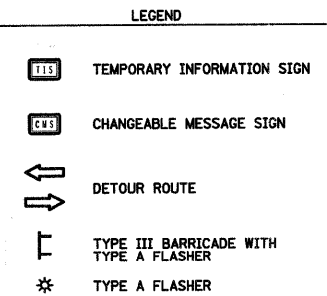 LEGEND
TIS TEMPORARY INFORMATION SIGN
CMS CHANGEABLE MESSAGE SIGN
DETOUR ROUTE
TYPE III BARRICADE WITH
TYPE A FLASHER
TYPE A FLASHER